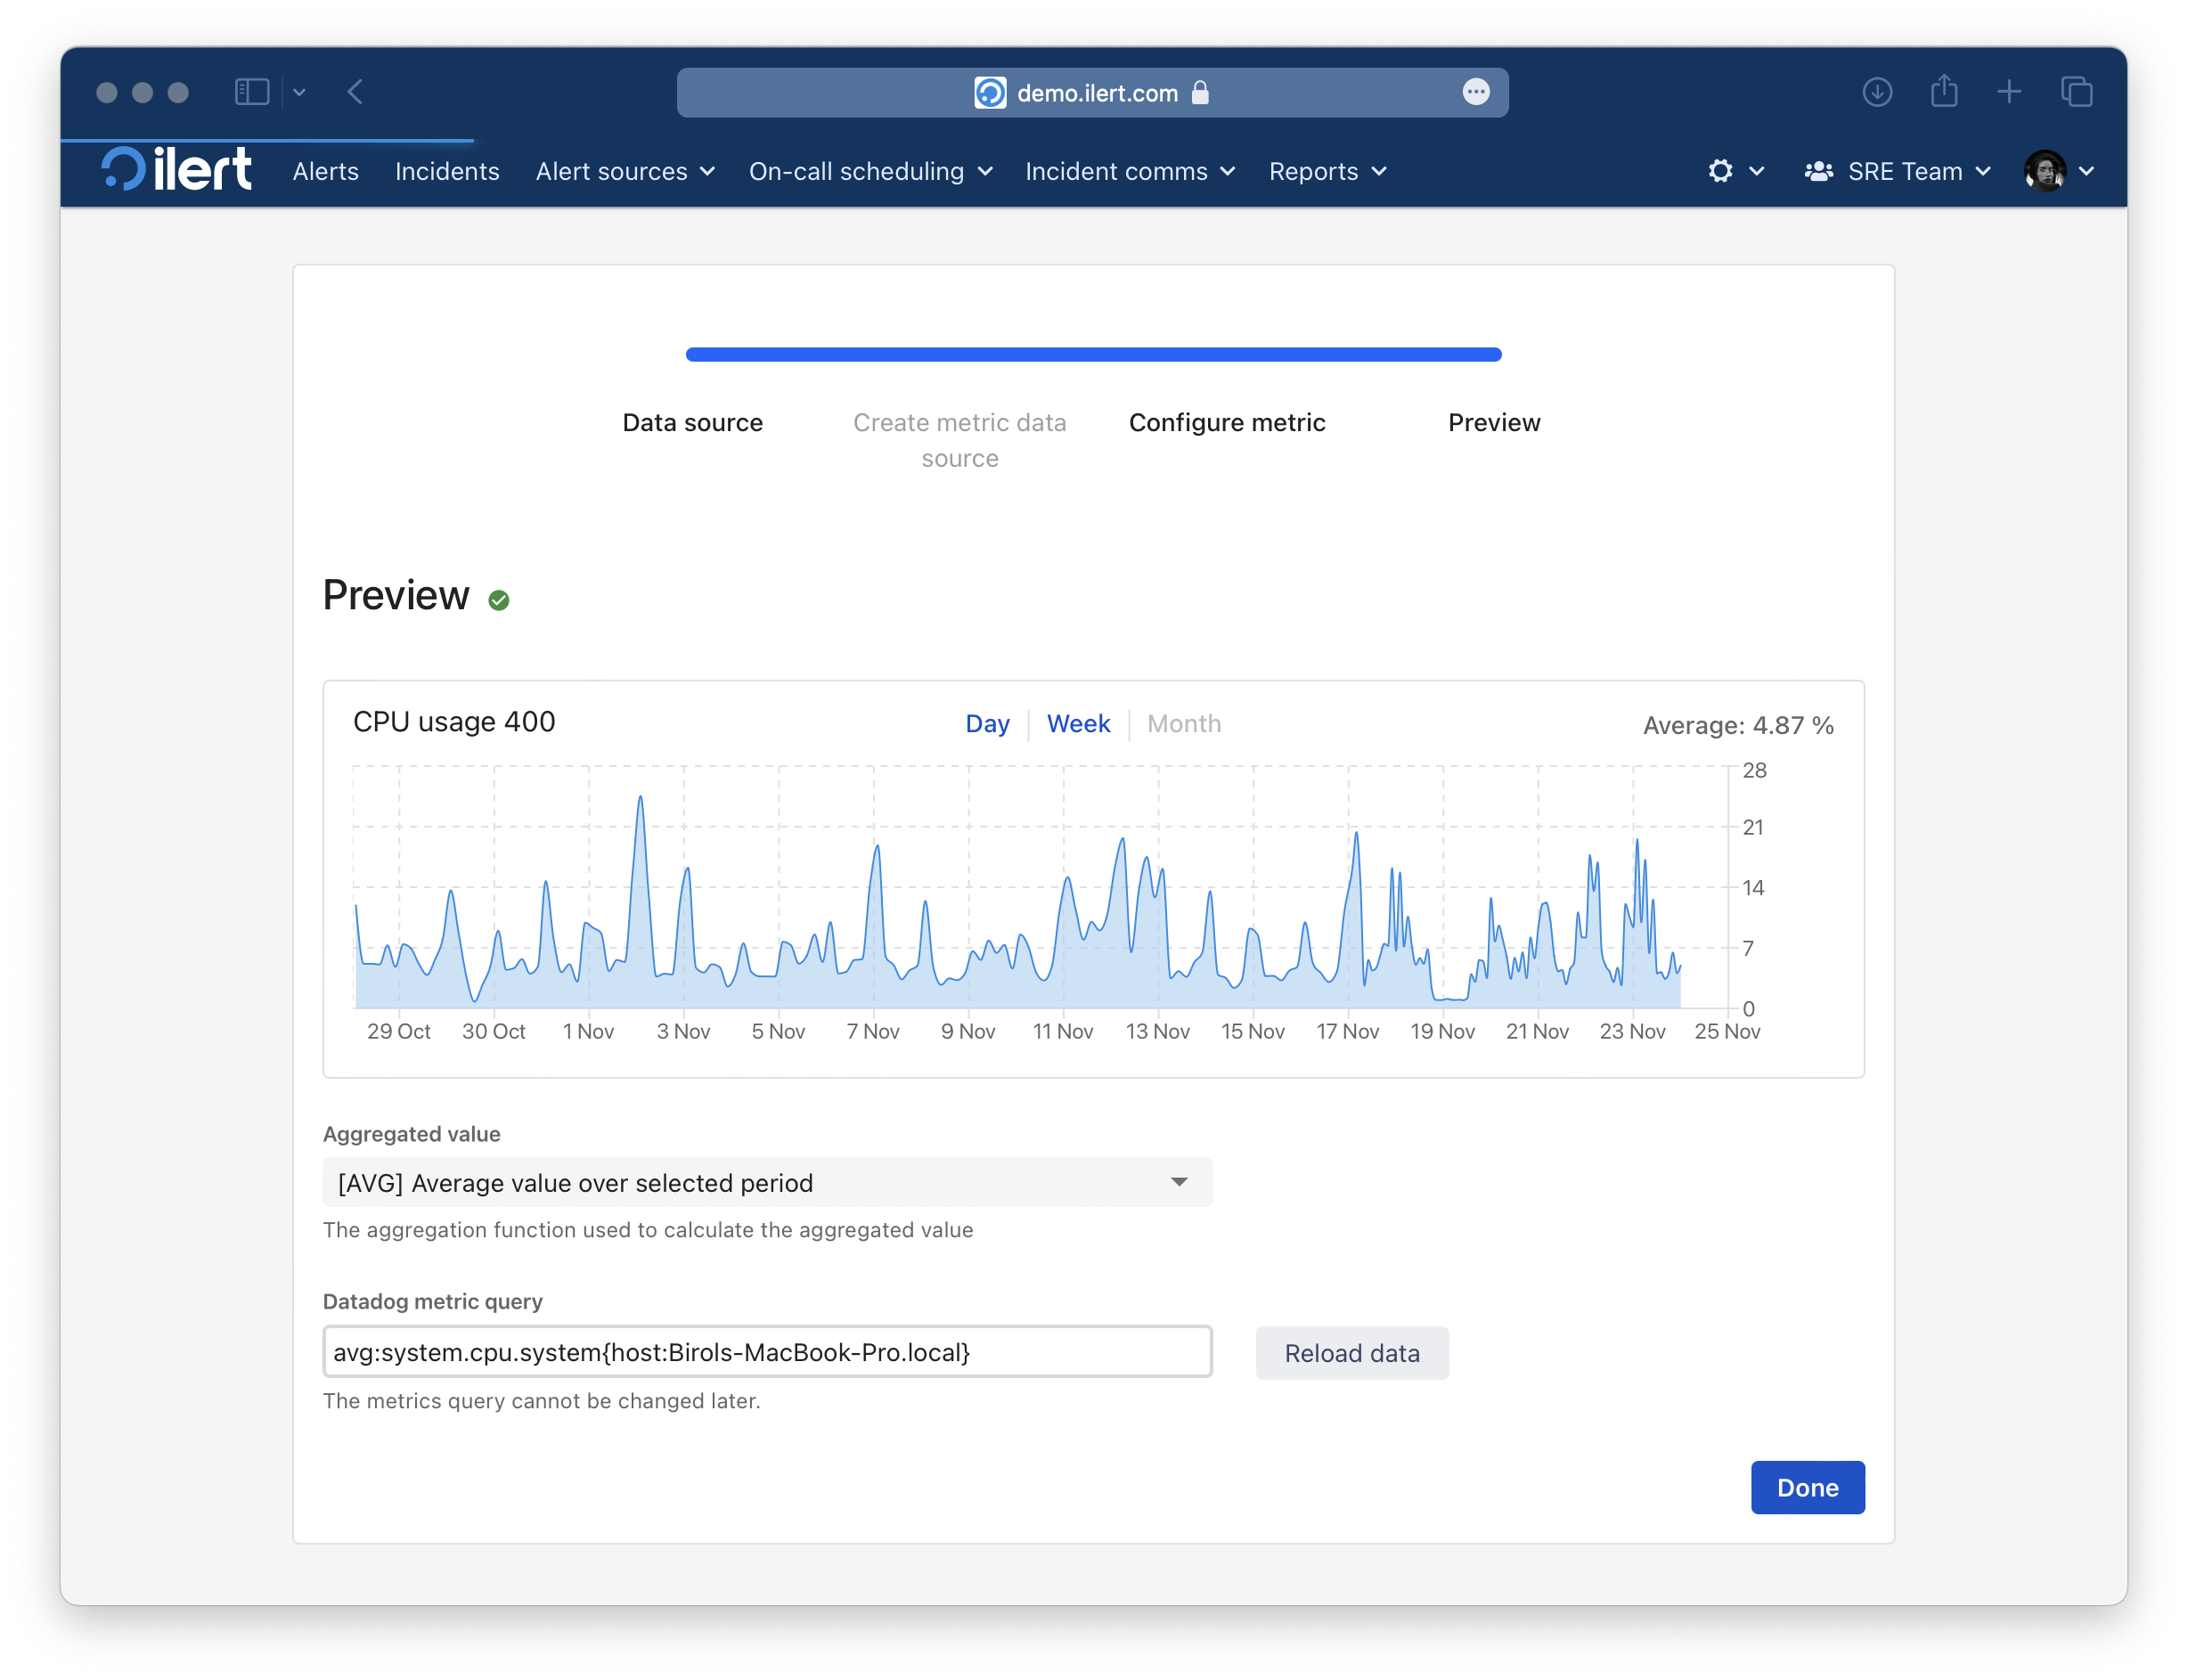 demo.ilert.com
ilert Alerts Incidents Alert sources On-call scheduling Incident comms Reports SRE Team
Data source Create metric data source Configure metric Preview
Preview
CPU usage 400 Day Week Month Average: 4.87 %
28
21
14
7
0
29 Oct 30 Oct 1 Nov 3 Nov 5 Nov 7 Nov 9 Nov 11 Nov 13 Nov 15 Nov 17 Nov 19 Nov 21 Nov 23 Nov 25 Nov
Aggregated value
[AVG] Average value over selected period
The aggregation function used to calculate the aggregated value
Datadog metric query
avg:system.cpu.system{host:Birols-MacBook-Pro.local} Reload data
The metrics query cannot be changed later.
Done